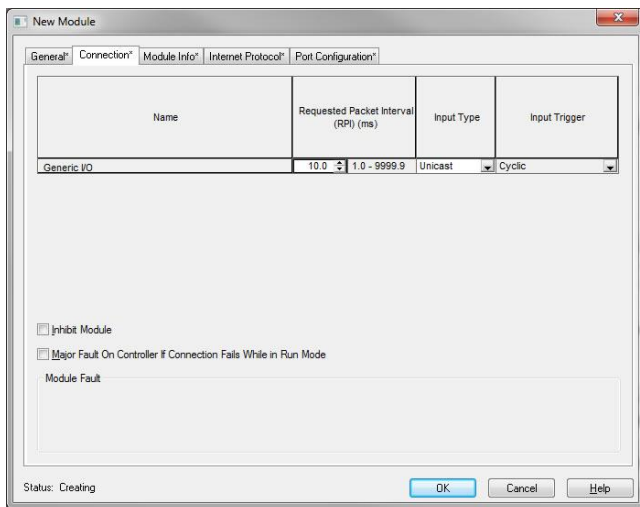 New Module
General* Connection* Module Info* Internet Protocol* Port Configuration*
Name
Requested Packet Interval
(RPI) (ms)
Input Type
Input Trigger
Generic I/O 10.0 1.0 - 9999.9 Unicast Cyclic
Inhibit Module
Major Fault On Controller If Connection Fails While in Run Mode
Module Fault
Status: Creating OK Cancel Help